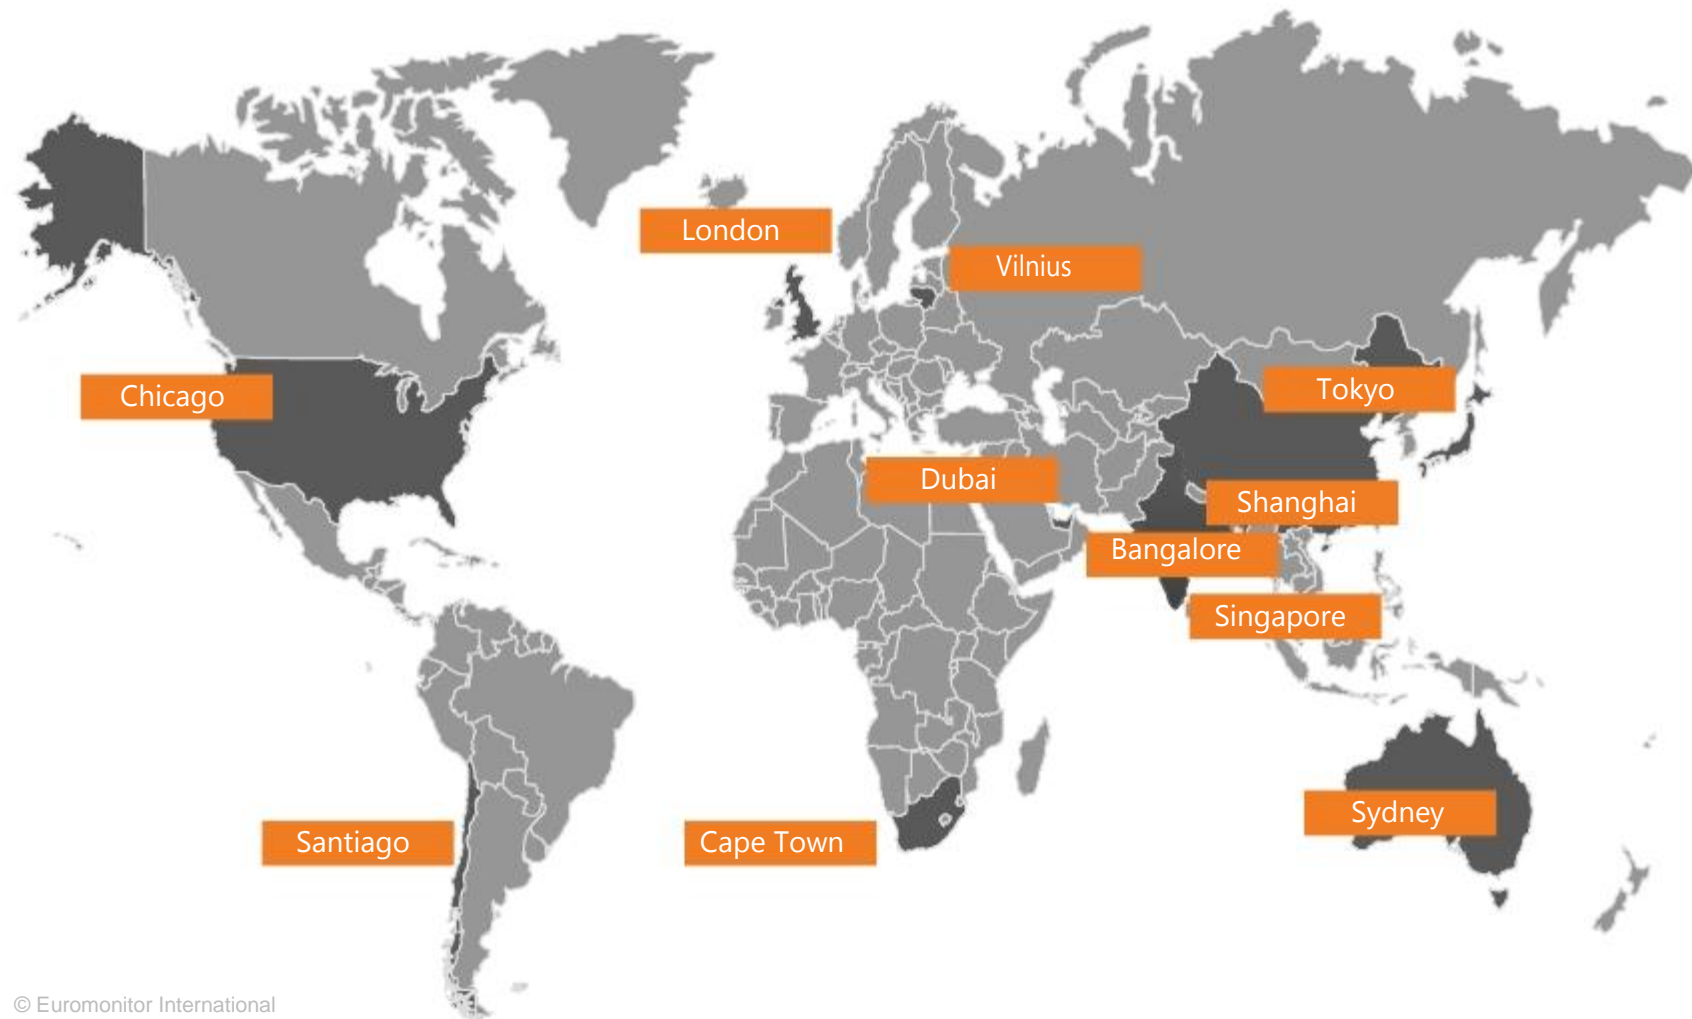 London
Vilnius
Chicago
Tokyo
Dubai
Shanghai
Bangalore
Singapore
Sydney
Santiago
Cape Town
© Euromonitor International